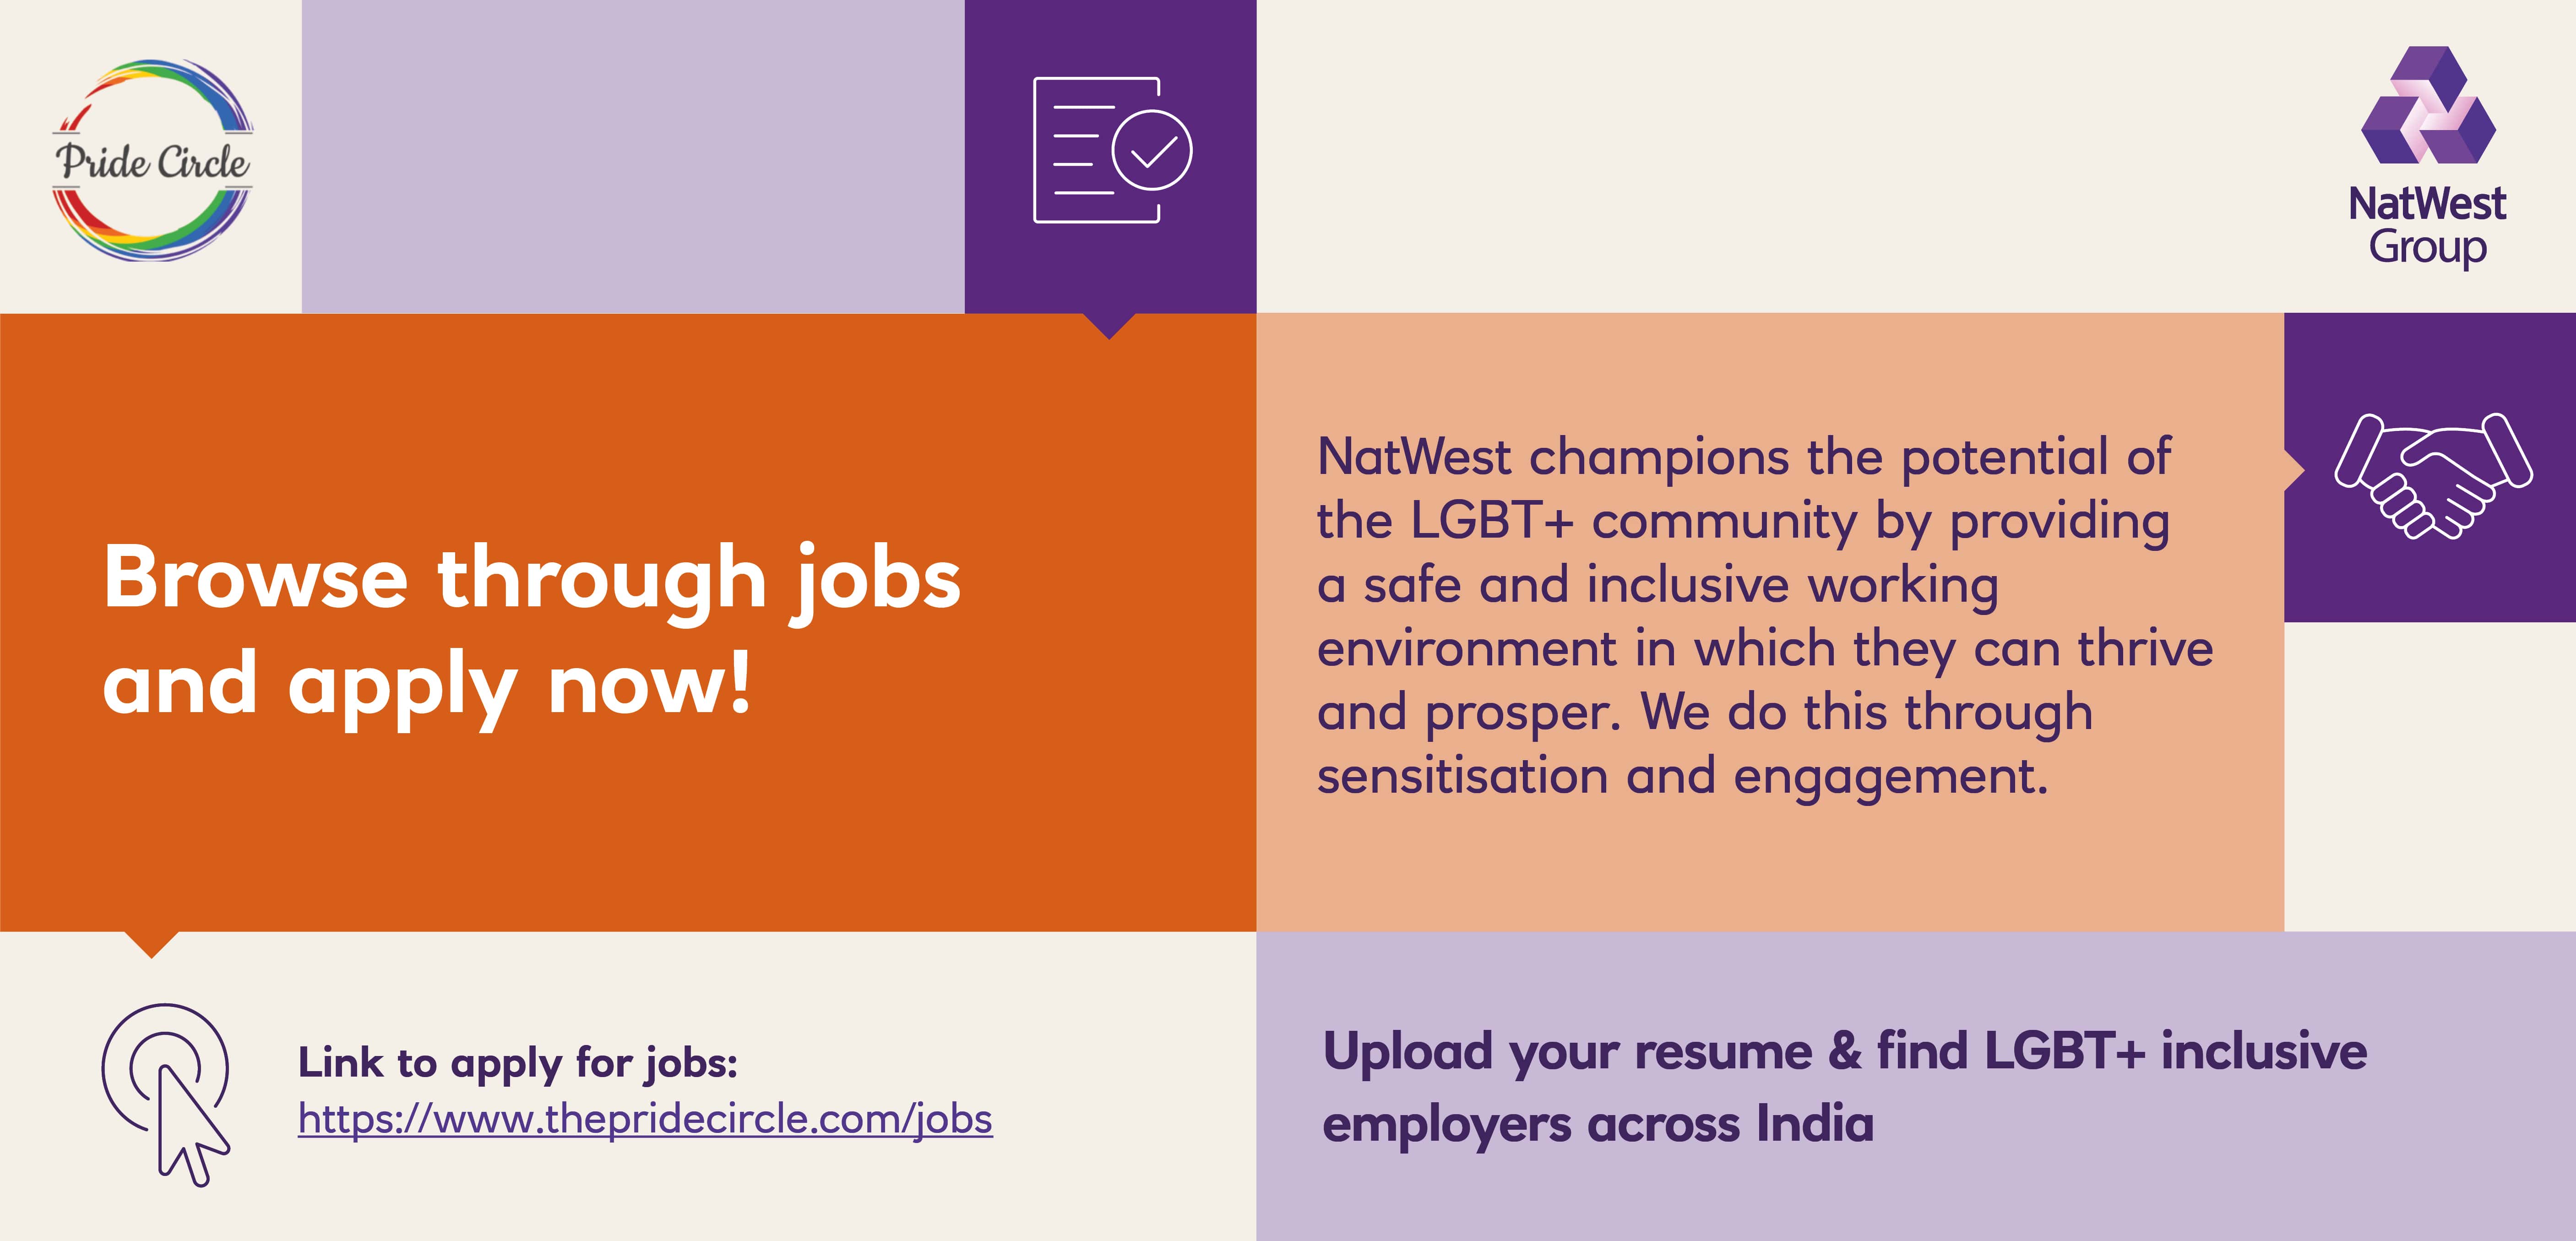 Pride Circle
NatWest
Group
Browse through jobs
and apply now!
NatWest champions the potential of
the LGBT+ community by providing
a safe and inclusive working
environment in which they can thrive
and prosper. We do this through
sensitisation and engagement.
Link to apply for jobs:
https://www.thepridecircle.com/jobs
Upload your resume & find LGBT+ inclusive
employers across India